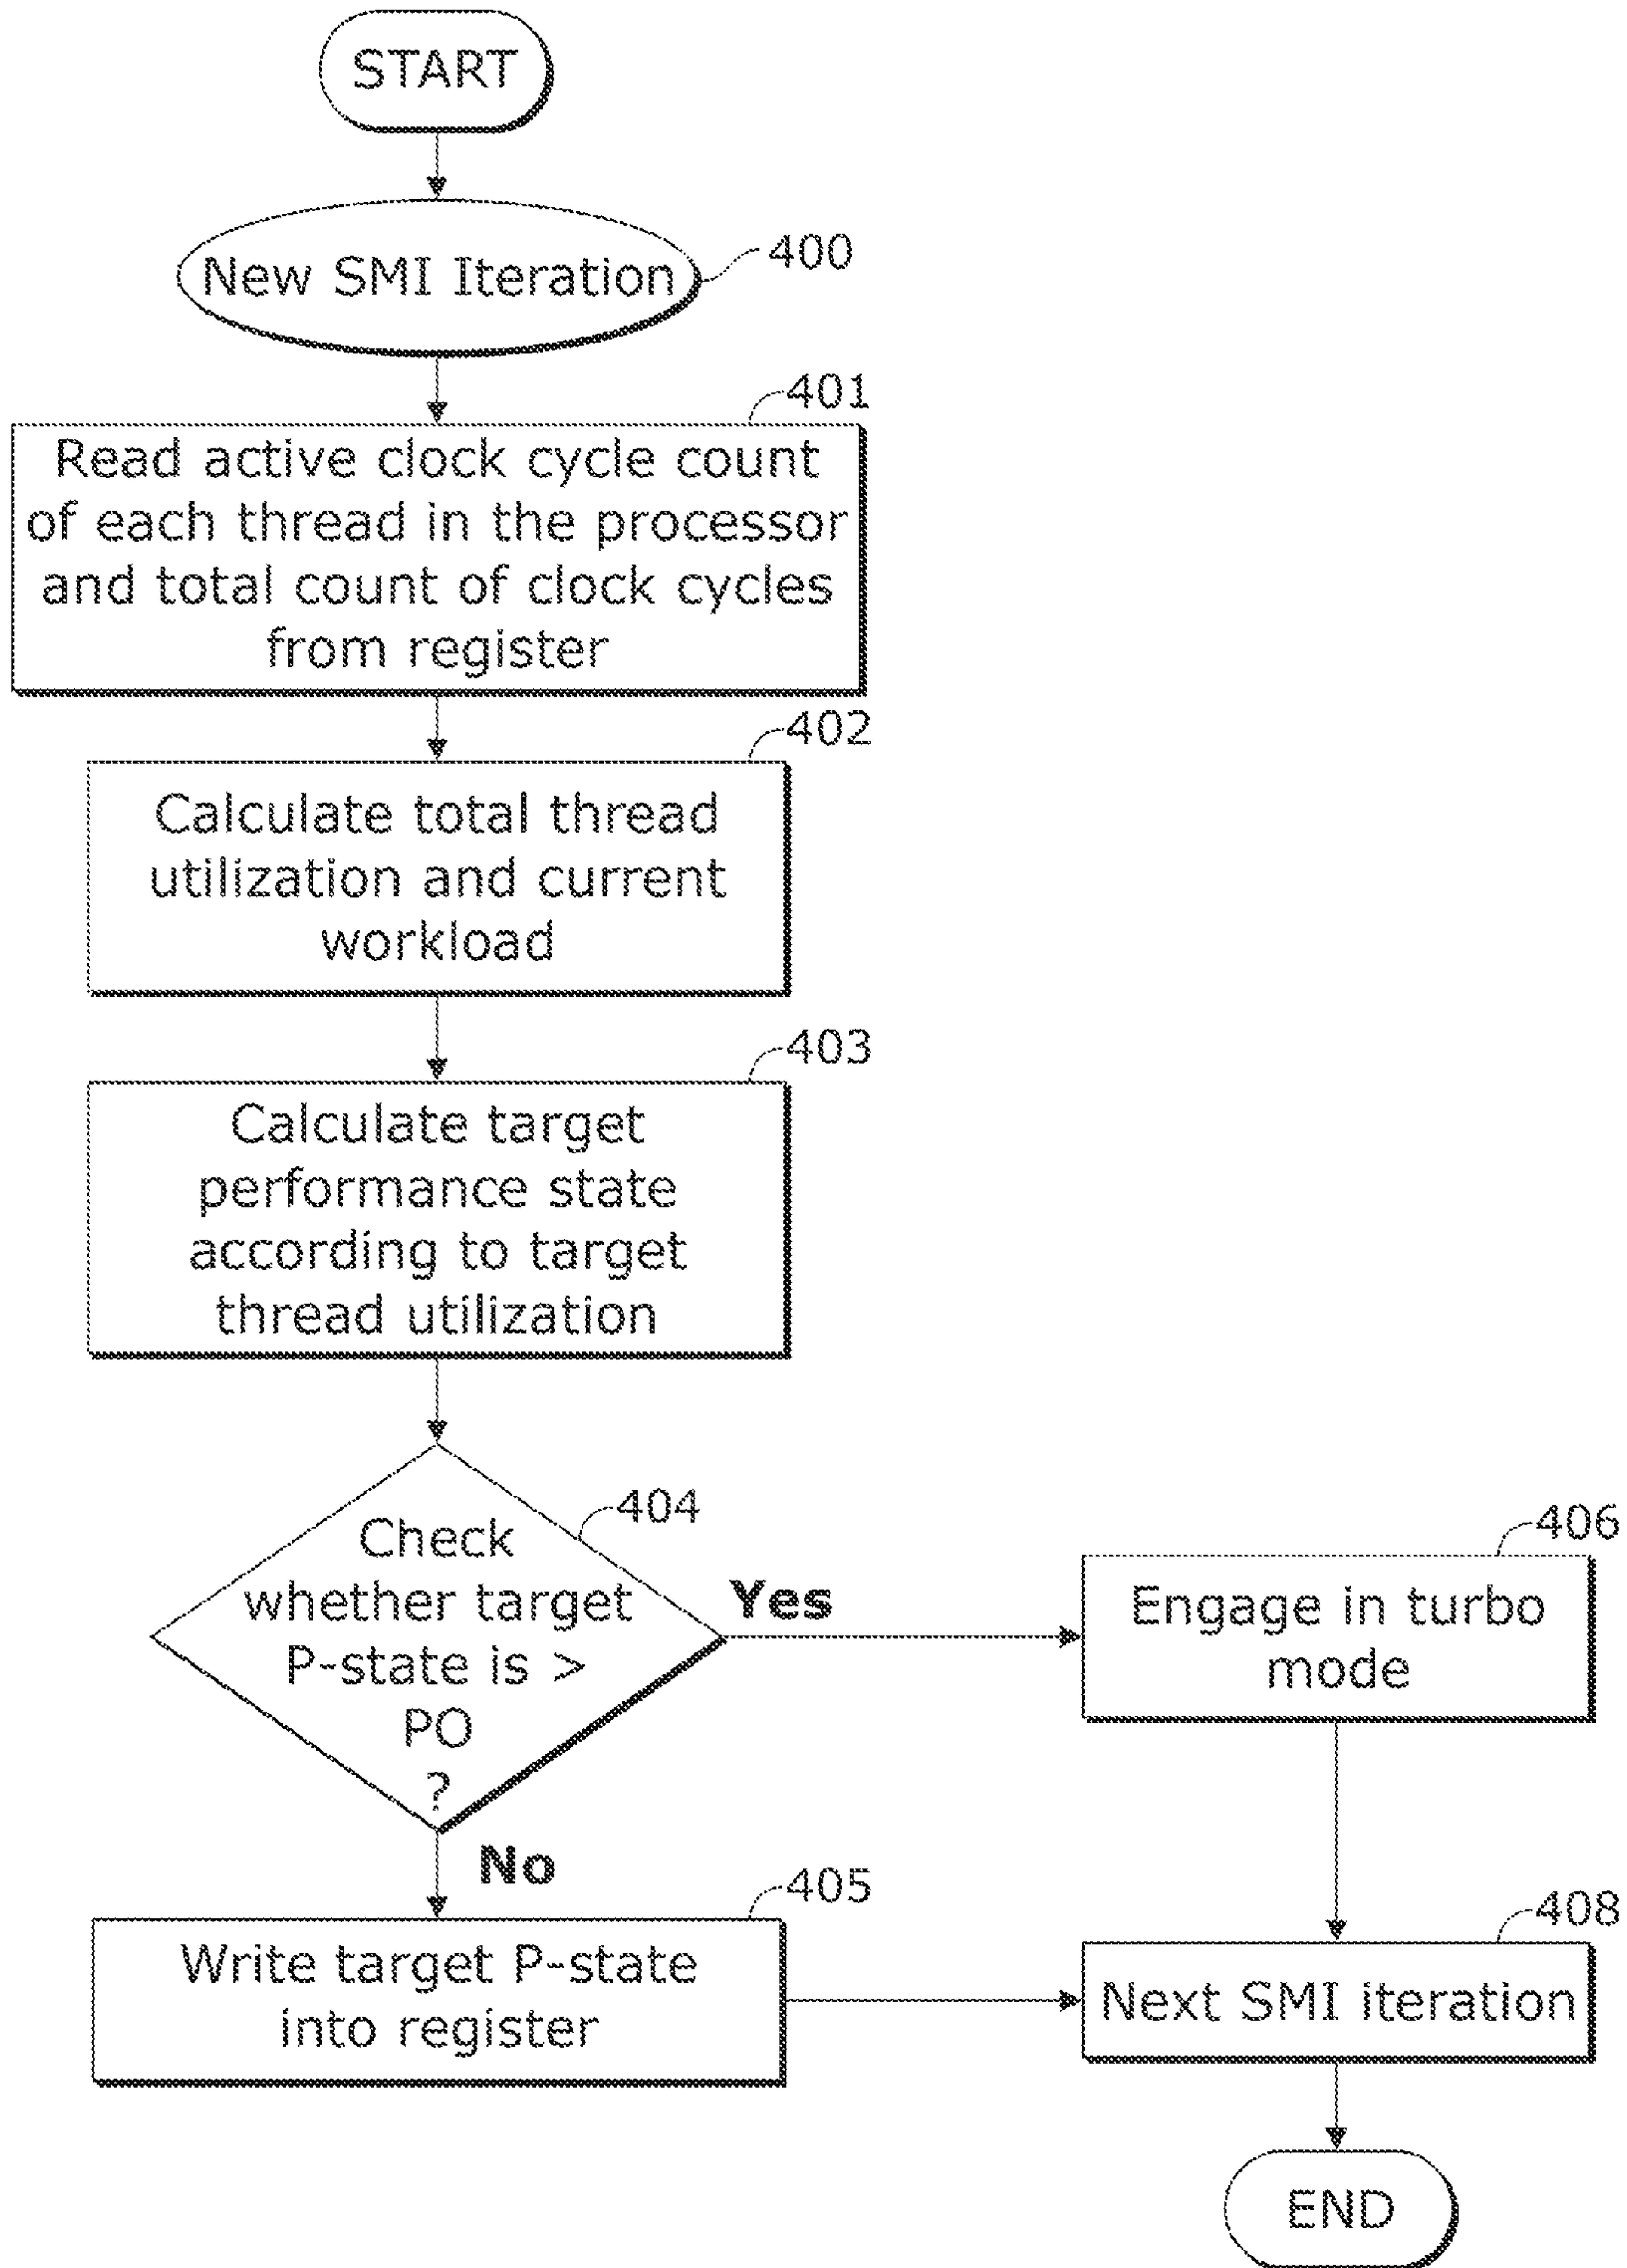 START
New SMI Iteration
400
401
Read active clock cycle count
of each thread in the processor
and total count of clock cycles
from register
402
Calculate total thread
utilization and current
workload
403
Calculate target
performance state
according to target
thread utilization
404
Check
whether target
P-state is >
PO
?
Yes
406
Engage in turbo
mode
No
405
Write target P-state
into register
408
Next SMI iteration
END